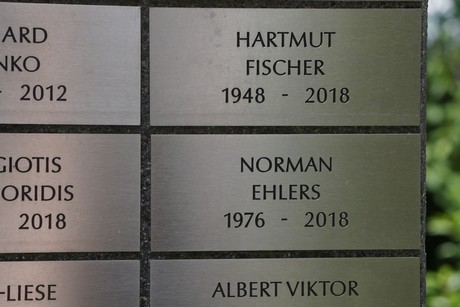 ARD
NKO
- 2012
GIOTIS
ORIDIS
2018
-LIESE
HARTMUT
FISCHER
1948 - 2018
NORMAN
EHLERS
1976 - 2018
ALBERT VIKTOR